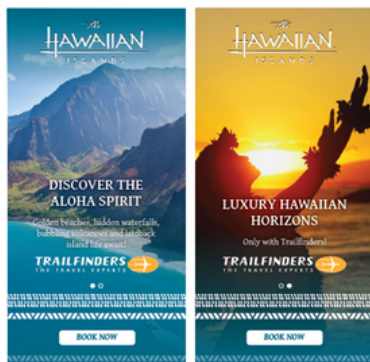 The
HAWAIIAN
ISLANDS
DISCOVER THE
ALOHA SPIRIT
Golden beaches, hidden waterfalls,
bubbling volcanoes and laidback
island life await!
TRAILFINDERS
THE TRAVEL EXPERTS
BOOK NOW
The
HAWAIIAN
ISLANDS
LUXURY HAWAIIAN
HORIZONS
Only with Trailfinders!
TRAILFINDERS
THE TRAVEL EXPERTS
BOOK NOW